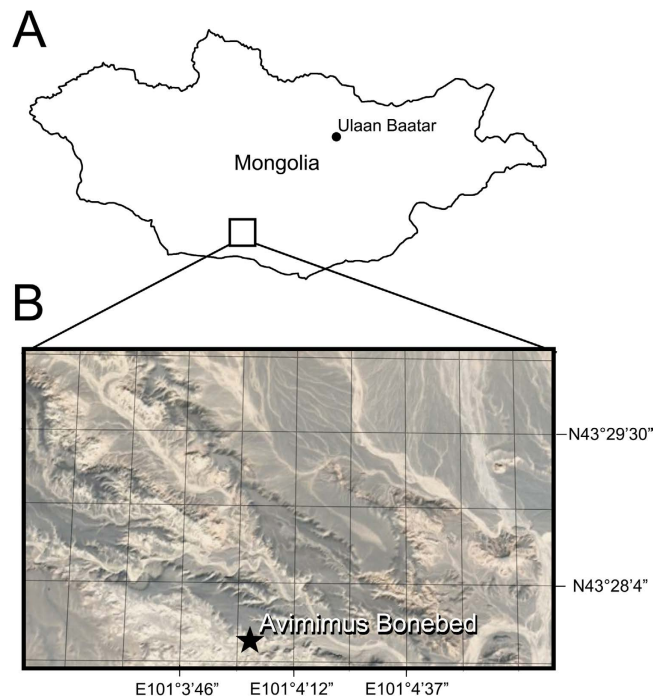 A
Ulaan Baatar
Mongolia
B
N43°29’30”
N43°28’4”
Avimimus Bonebed
E101°3’46” E101°4’12” E101°4’37”